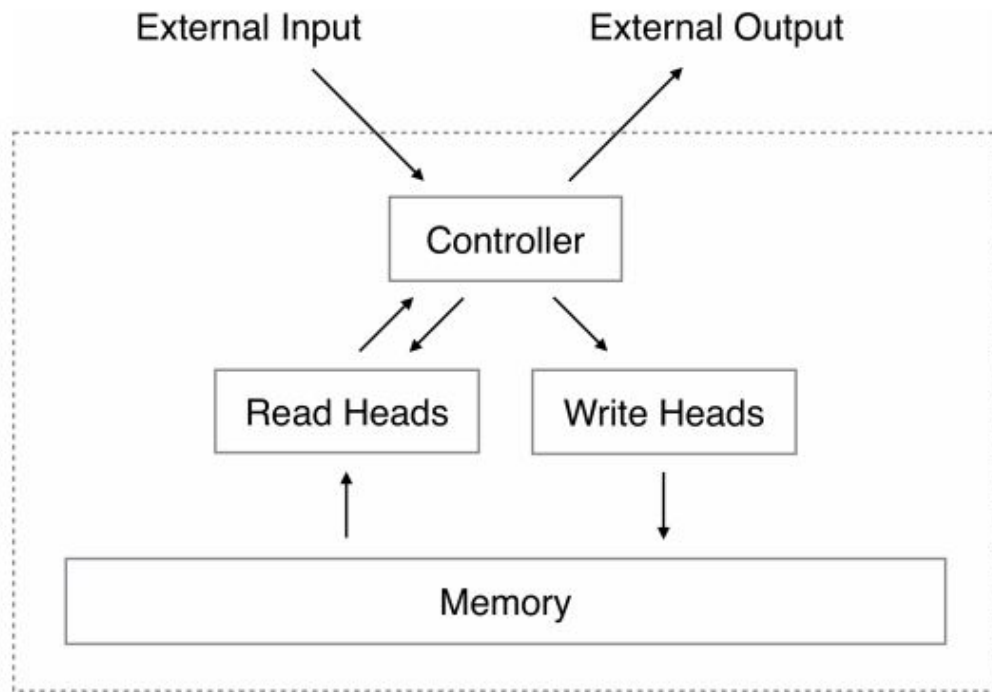 External Input
External Output
Controller
Read Heads
Write Heads
Memory